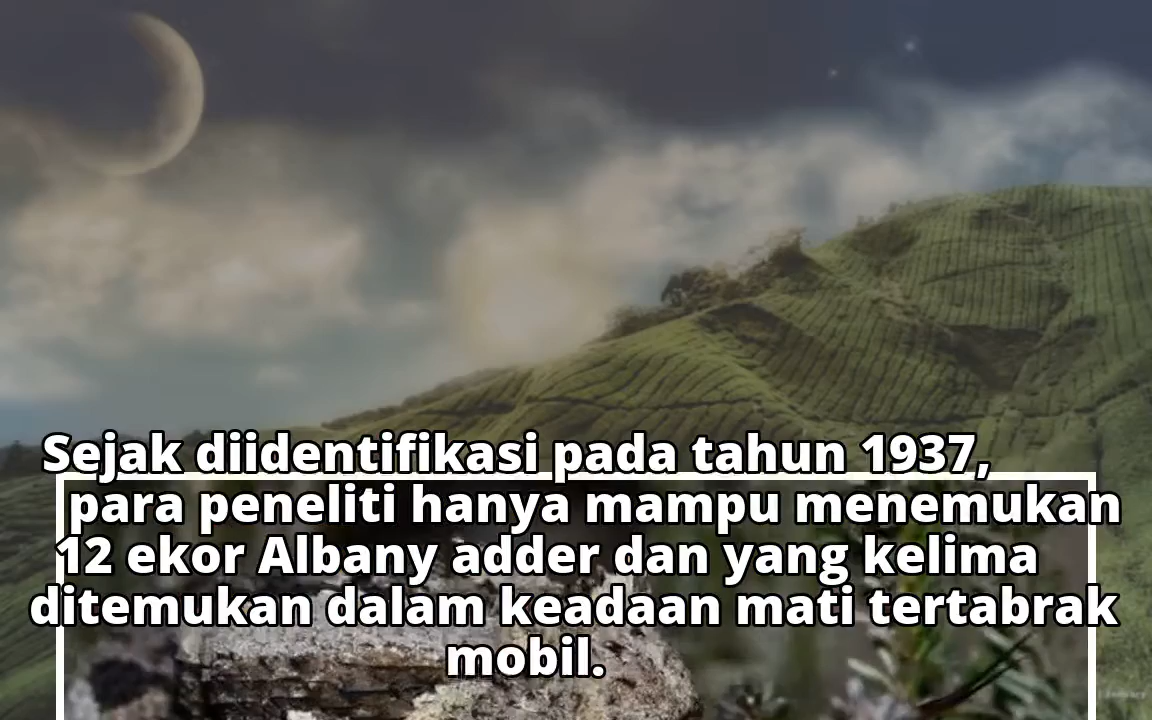 Sejak diidentifikasi pada tahun 1937,
para peneliti hanya mampu menemukan
12 ekor Albany adder dan yang kelima
ditemukan dalam keadaan mati tertabrak
mobil.